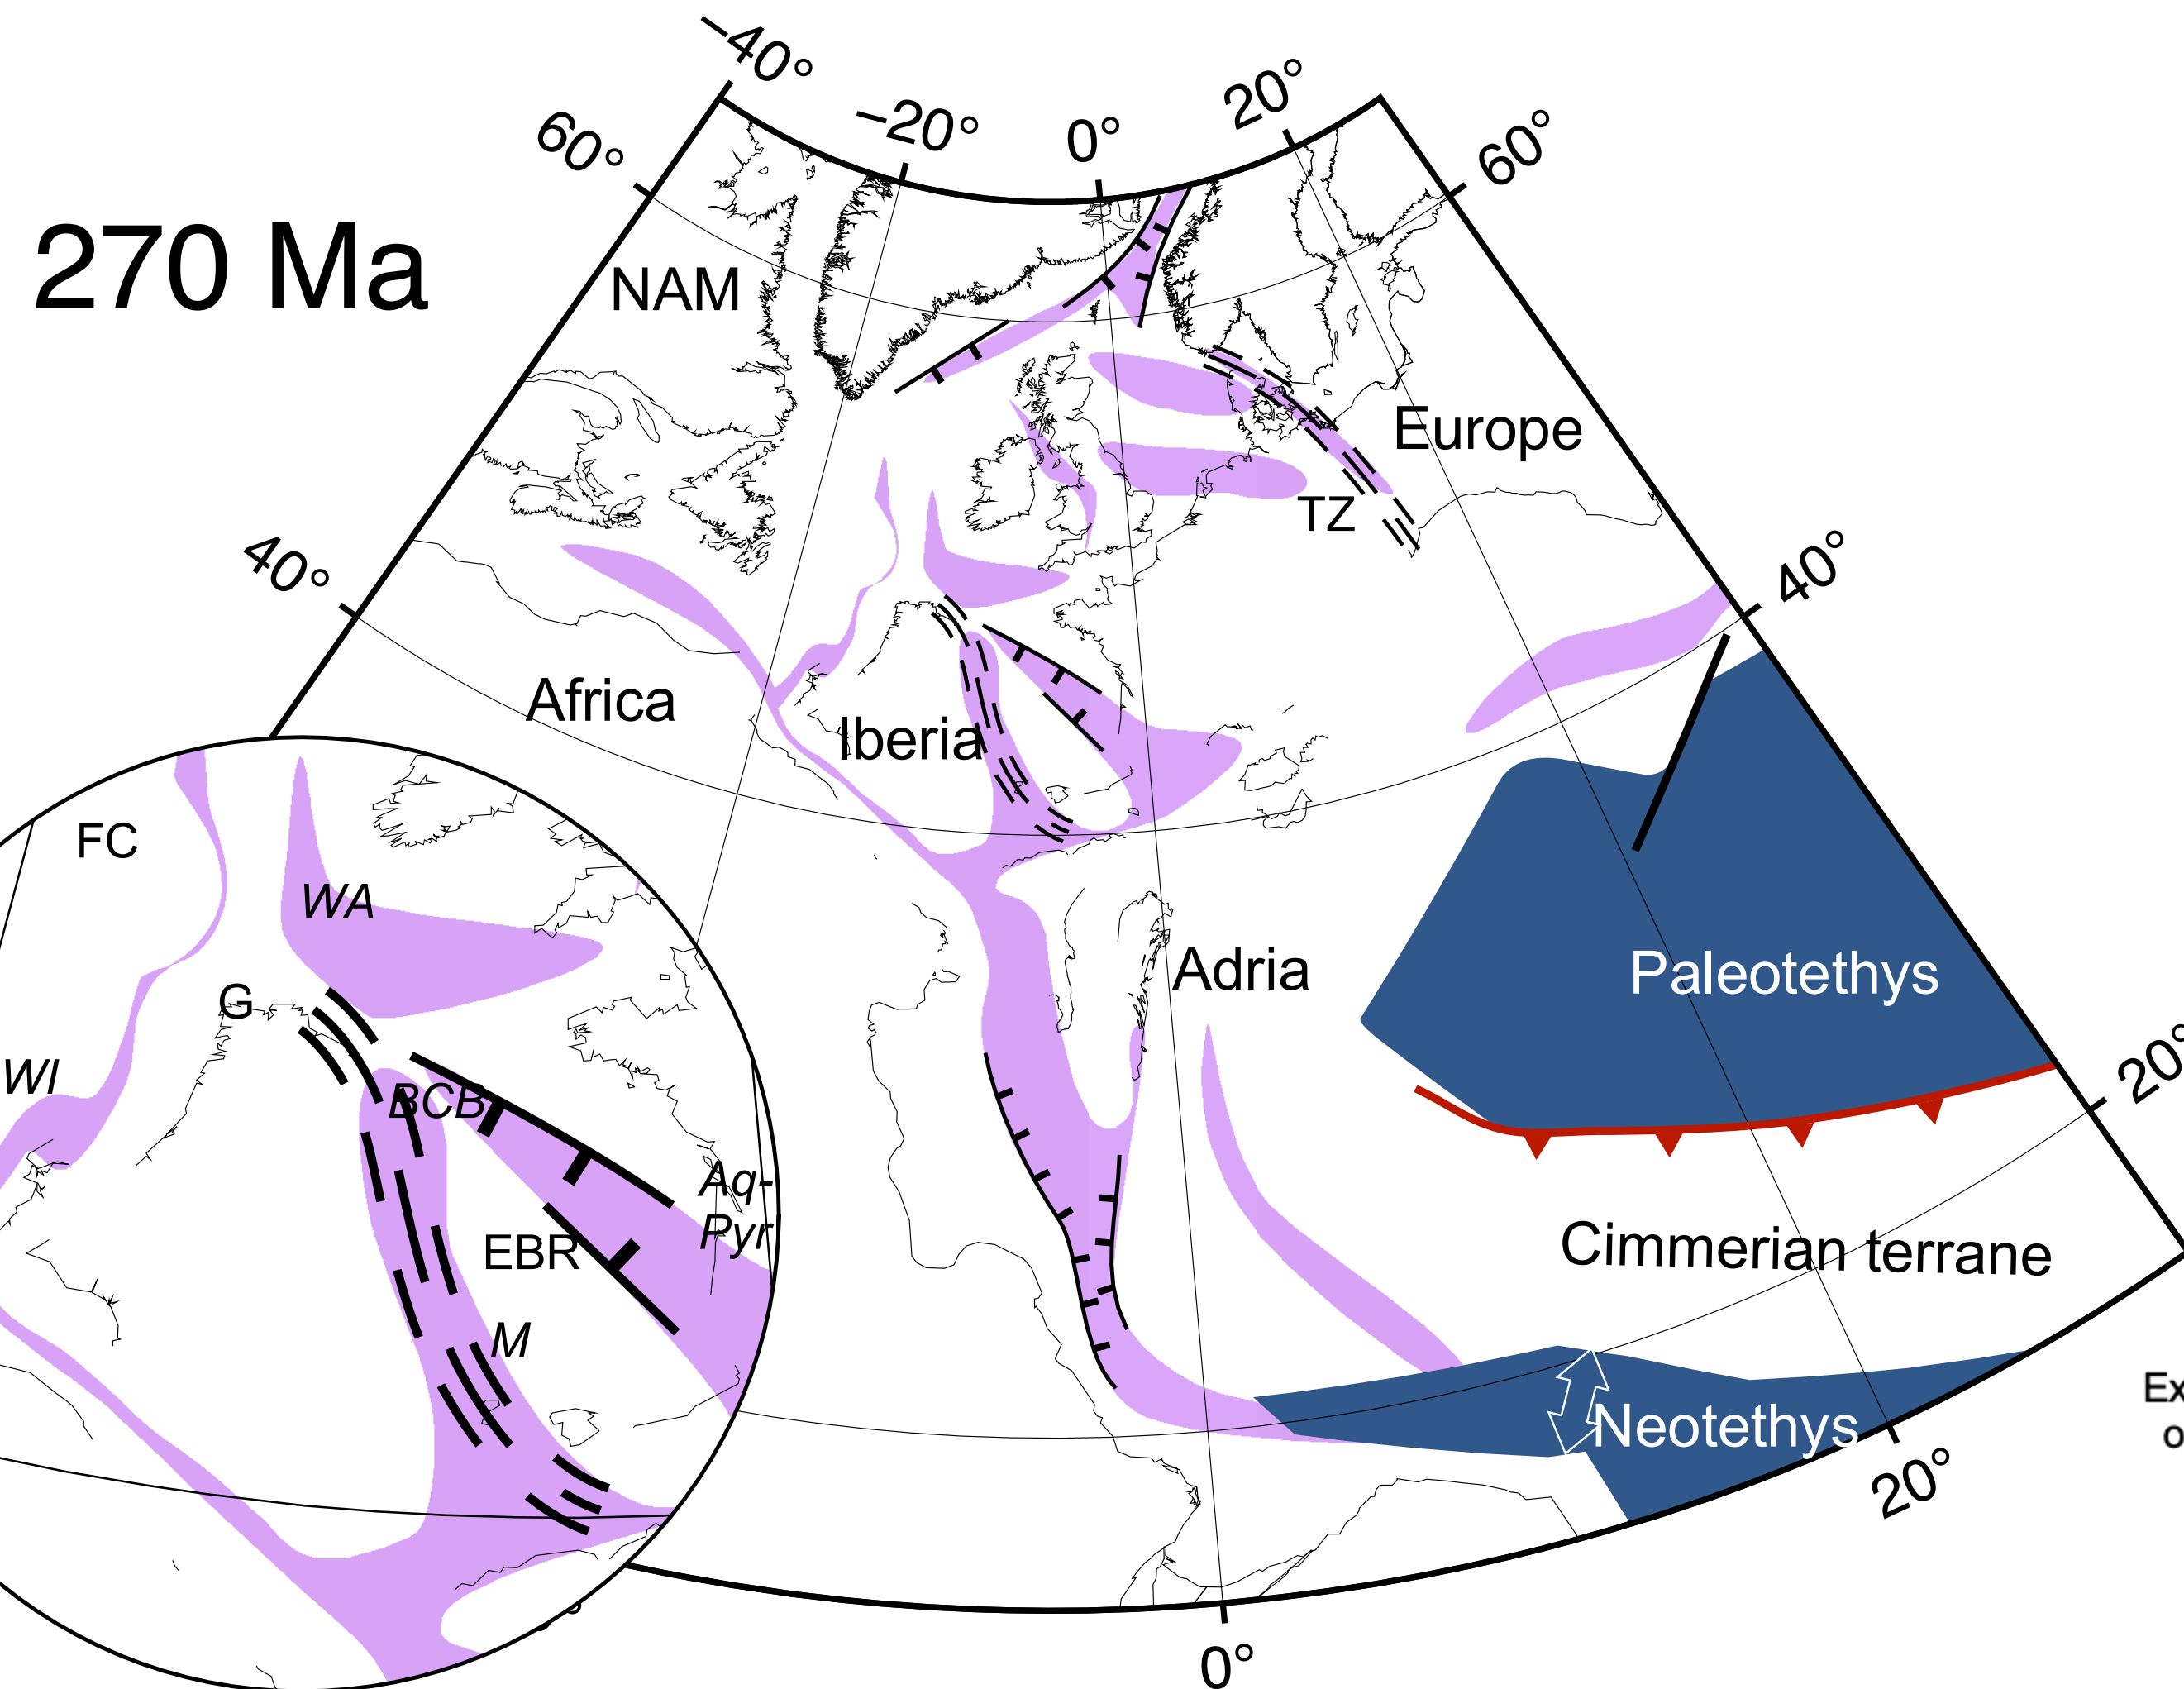 270 Ma
–40°
–20°
0°
20°
60°
60°
NAM
Europe
TZ
40°
40°
Africa
Iberia
Adria
Paleotethys
20°
Cimmerian terrane
Neotethys
20°
0°
FC
WA
G
WI
BCB
Aq-
Pyr
EBR
M